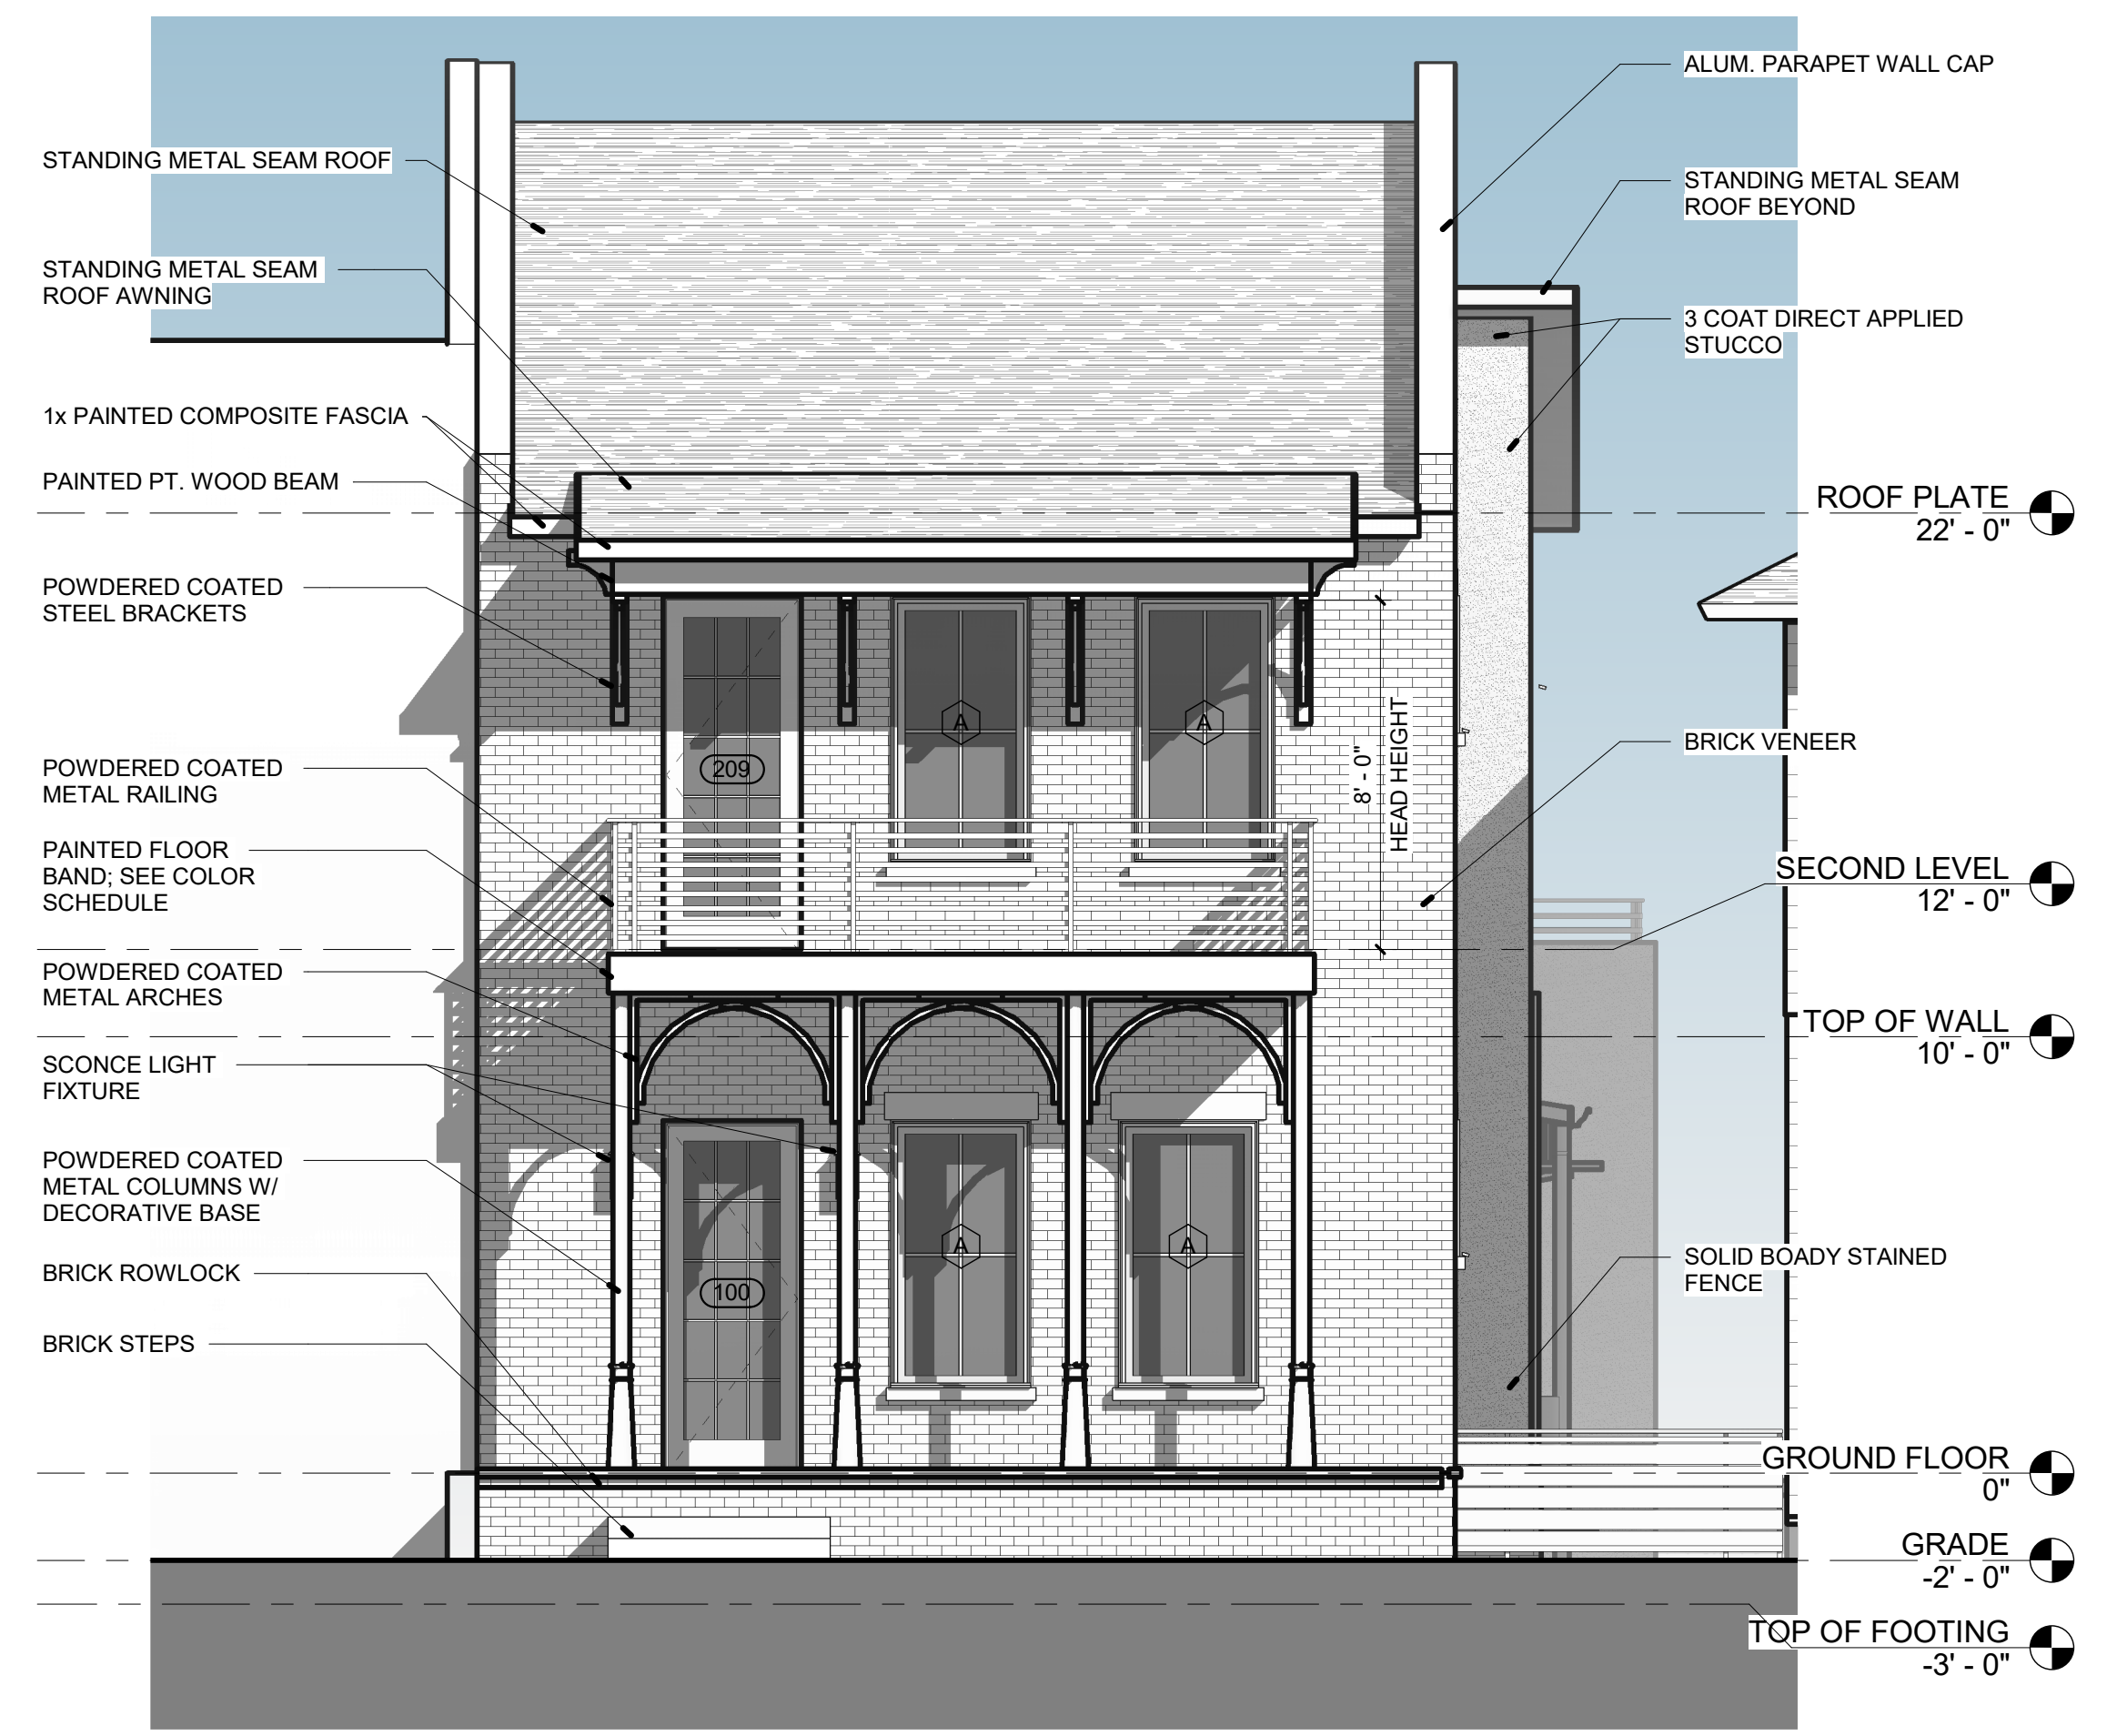 STANDING METAL SEAM ROOF
STANDING METAL SEAM
ROOF AWNING
1x PAINTED COMPOSITE FASCIA
PAINTED PT. WOOD BEAM
POWDERED COATED
STEEL BRACKETS
POWDERED COATED
METAL RAILING
PAINTED FLOOR
BAND; SEE COLOR
SCHEDULE
POWDERED COATED
METAL ARCHES
SCONCE LIGHT
FIXTURE
POWDERED COATED
METAL COLUMNS W/
DECORATIVE BASE
BRICK ROWLOCK
BRICK STEPS
A
A
209
8' - 0"
HEAD HEIGHT
A
A
100
ALUM. PARAPET WALL CAP
STANDING METAL SEAM
ROOF BEYOND
3 COAT DIRECT APPLIED
STUCCO
ROOF PLATE
22' - 0"
BRICK VENEER
SECOND LEVEL
12' - 0"
TOP OF WALL
10' - 0"
SOLID BOADY STAINED
FENCE
GROUND FLOOR
0"
GRADE
-2' - 0"
TOP OF FOOTING
-3' - 0"